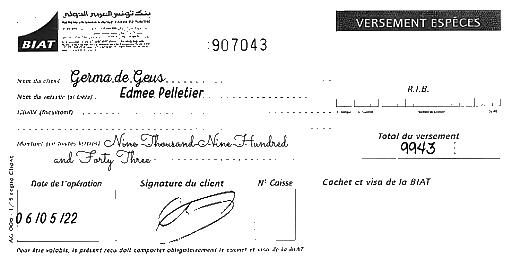 بنك تونس العربي الدولي
BIAT
VERSEMENT ESPÈCES
907043
Nom du client Germa de Geus
R.I.B.
Nom du remettant (si tiers) Edmee Pelletier
Libellé (facultatif)
Montant (en toutes lettres) Nine Thousand Nine Hundred
and Forty Three
Total du versement
9943
Date de l'opération
Signature du client
N° Caisse
Cachet et visa de la BIAT
06/05/22
Pour être valable, le présent reçu doit comporter obligatoirement le cachet et visa de la BIAT